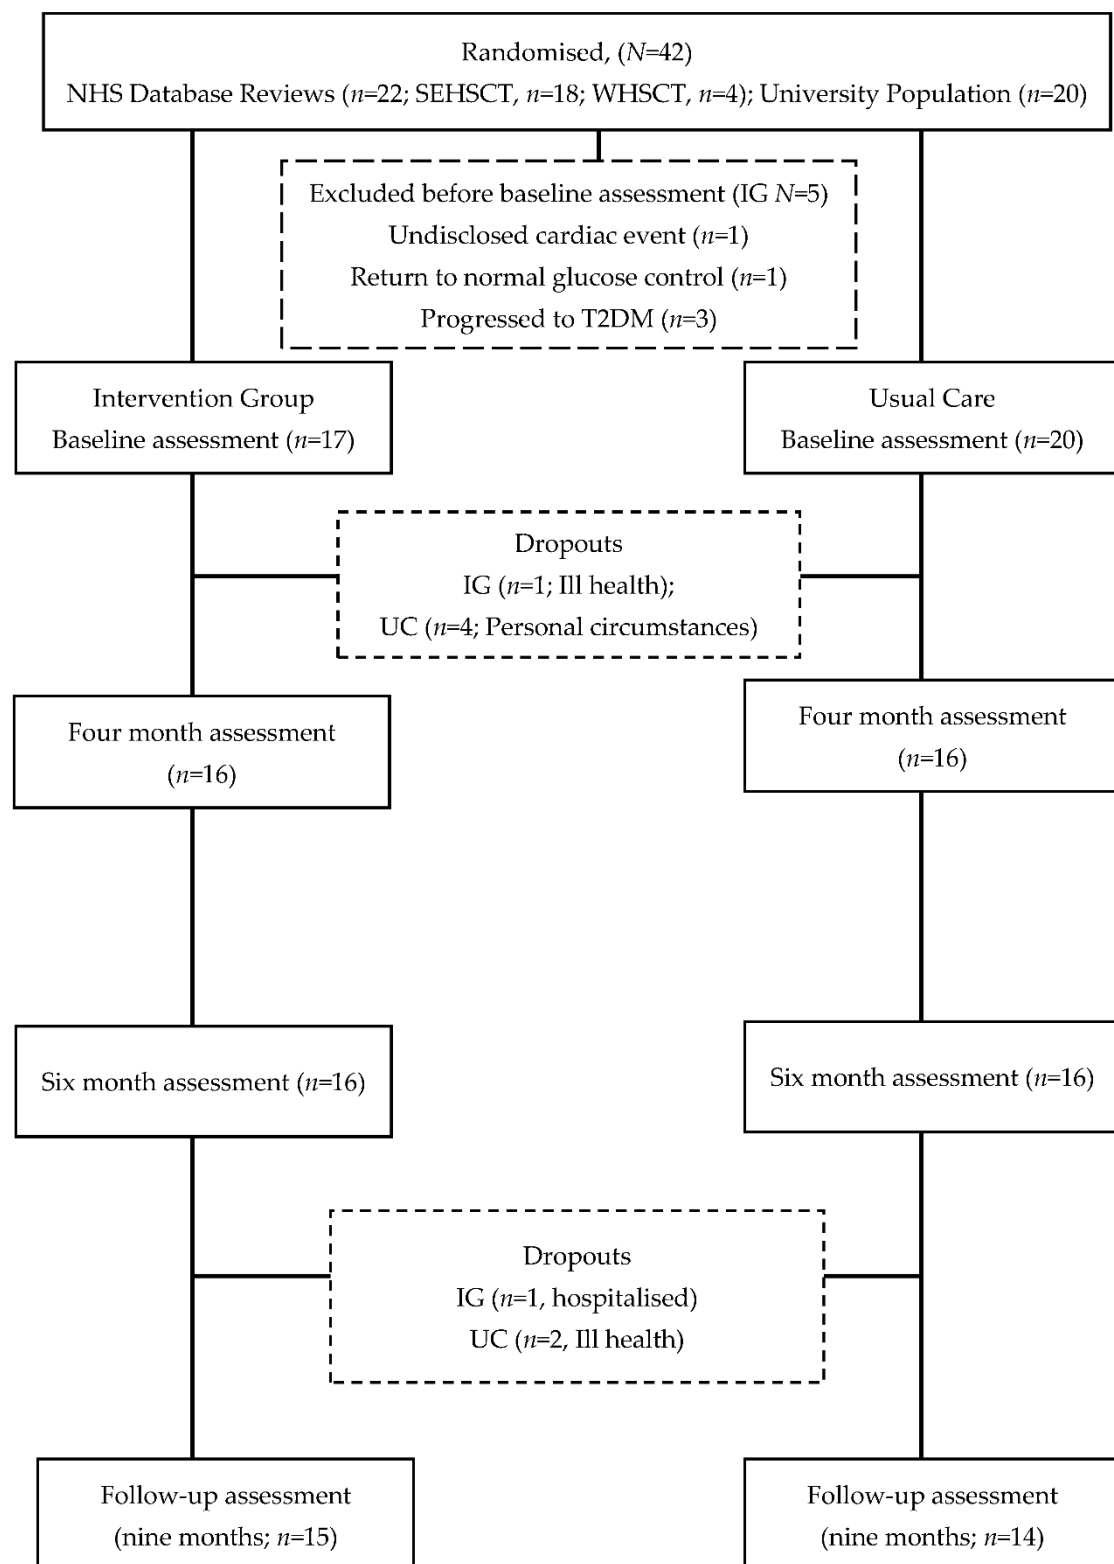 Randomised, (N=42)
NHS Database Reviews (n=22; SEHSCT, n=18; WHSCT, n=4); University Population (n=20)
Excluded before baseline assessment (IG N=5)
Undisclosed cardiac event (n=1)
Return to normal glucose control (n=1)
Progressed to T2DM (n=3)
Intervention Group
Baseline assessment (n=17)
Usual Care
Baseline assessment (n=20)
Dropouts
IG (n=1; Ill health);
UC (n=4; Personal circumstances)
Four month assessment
(n=16)
Four month assessment
(n=16)
Six month assessment (n=16)
Six month assessment (n=16)
Dropouts
IG (n=1, hospitalised)
UC (n=2, Ill health)
Follow-up assessment
(nine months; n=15)
Follow-up assessment
(nine months; n=14)